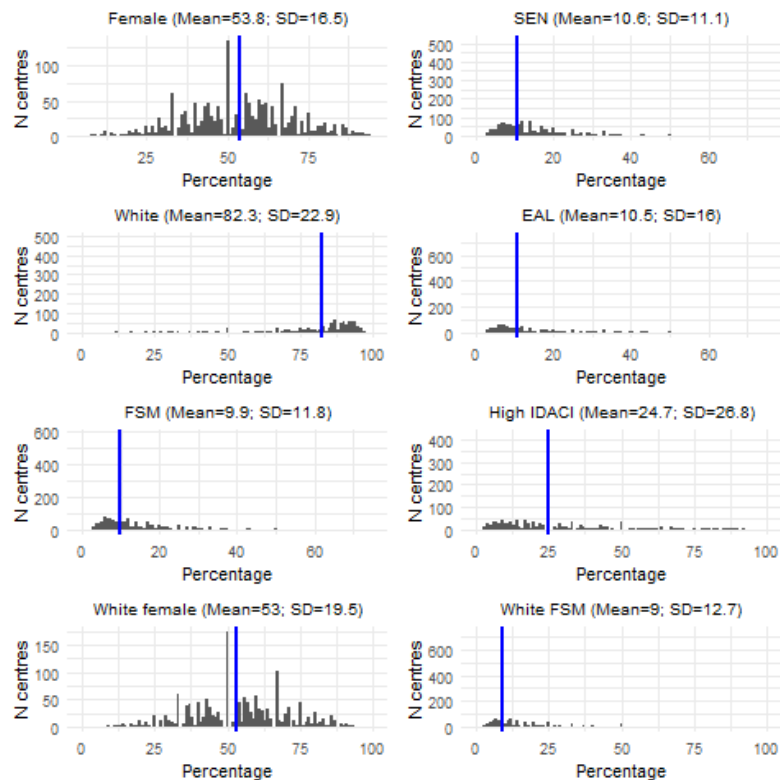 Female (Mean=53.8; SD=16.5)
N centres
100
50
0
25 50 75
Percentage
SEN (Mean=10.6; SD=11.1)
N centres
500
400
300
200
100
0
0 20 40 60
Percentage
White (Mean=82.3; SD=22.9)
N centres
500
400
300
200
100
0
0 25 50 75 100
Percentage
EAL (Mean=10.5; SD=16)
N centres
600
400
200
0
0 20 40 60
Percentage
FSM (Mean=9.9; SD=11.8)
N centres
600
400
200
0
0 20 40 60
Percentage
High IDACI (Mean=24.7; SD=26.8)
N centres
400
300
200
100
0
0 25 50 75 100
Percentage
White female (Mean=53; SD=19.5)
N centres
150
100
50
0
0 25 50 75 100
Percentage
White FSM (Mean=9; SD=12.7)
N centres
600
400
200
0
0 25 50 75 100
Percentage